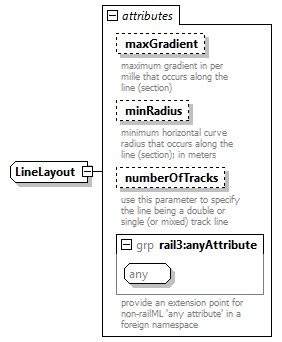 attributes
maxGradient
maximum gradient in per
mille that occurs along the
line (section)
minRadius
minimum horizontal curve
radius that occurs along the
line (section); in meters
LineLayout
numberOfTracks
use this parameter to specify
the line being a double or
single (or mixed) track line
grp rail3:anyAttribute
any
provide an extension point for
non-railML 'any attribute' in a
foreign namespace